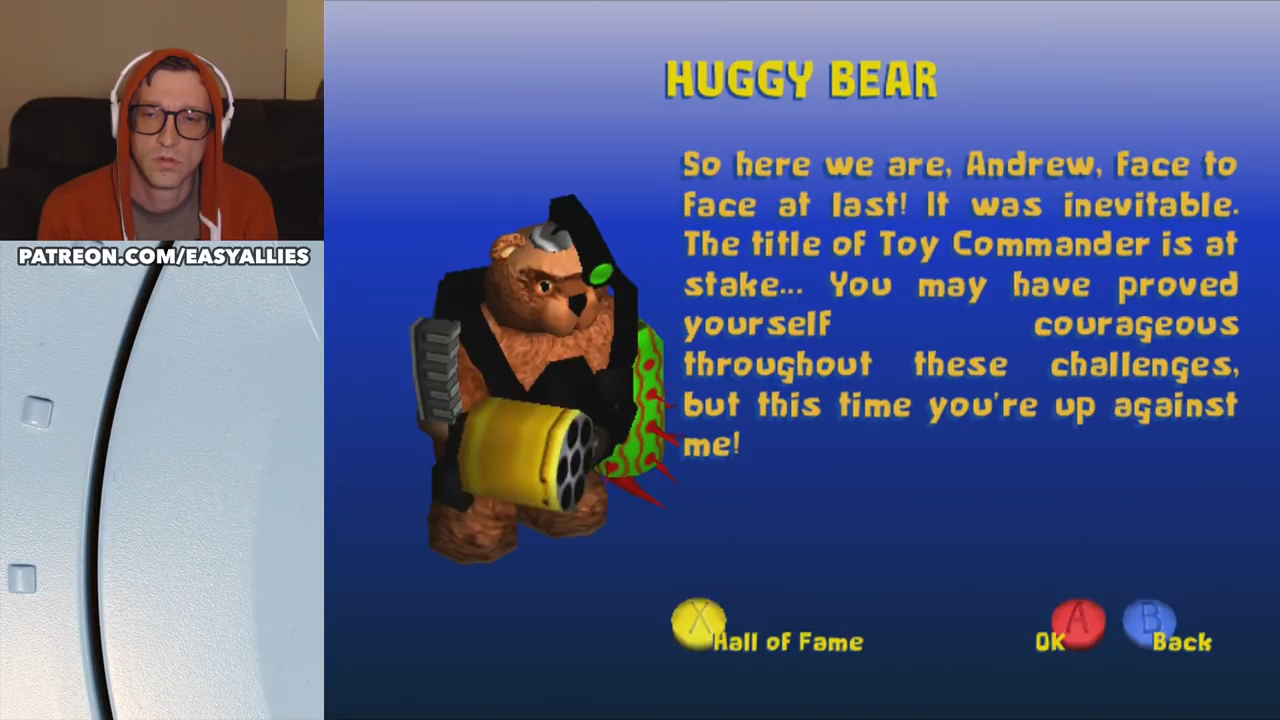 PATREON.COM/EASYALLIES
HUGGY BEAR
So here we are, Andrew, face to
face at last! It was inevitable.
The title of Toy Commander is at
stake... You may have proved
yourself courageous
throughout these challenges,
but this time you're up against
me!
X
Hall of Fame
A
OK
B
Back